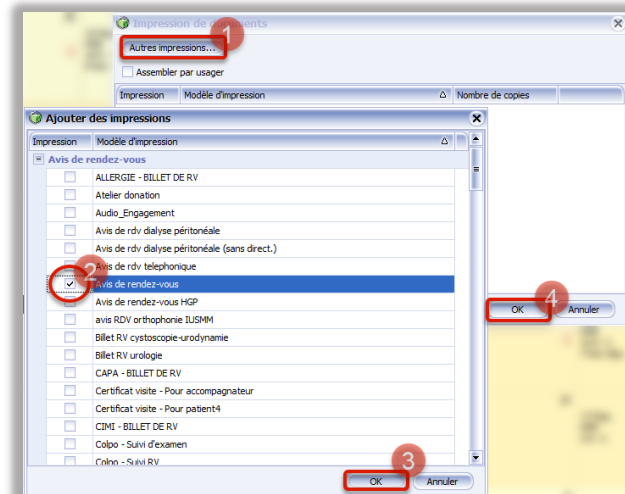 Impression de documents
1
Autres impressions...
Assembler par usager
Impression Modèle d'impression Nombre de copies
Ajouter des impressions
Impression Modèle d'impression
Avis de rendez-vous
ALLERGIE - BILLET DE RV
Atelier donation
Audio_Engagement
Avis de rdv dialyse péritonéale
Avis de rdv dialyse péritonéale (sans direct.)
Avis de rdv telephonique
2
Avis de rendez-vous
Avis de rendez-vous HGP
4
OK Annuler
avis RDV orthophonie IUSMM
Billet RV cystoscopie-urodynamie
Billet RV urologie
CAPA - BILLET DE RV
Certificat visite - Pour accompagnateur
Certificat visite - Pour patient4
CIMI - BILLET DE RV
Colpo - Suivi d'examen
Colpo - Suivi RV
3
OK Annuler